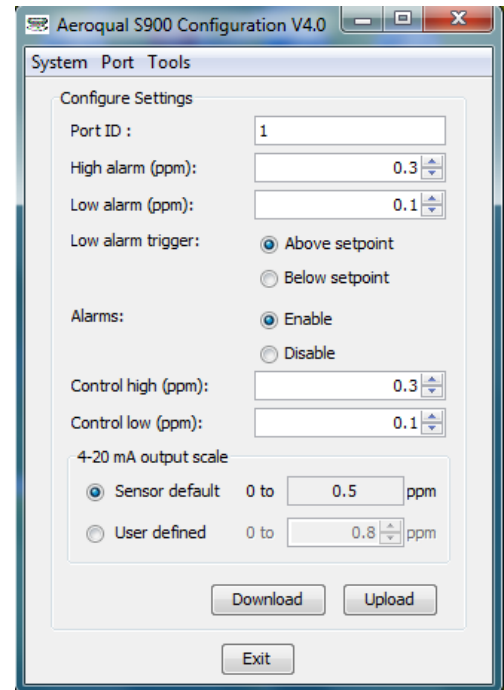 Aeroqual S900 Configuration V4.0
System Port Tools
Configure Settings
Port ID : 1
High alarm (ppm): 0.3
Low alarm (ppm): 0.1
Low alarm trigger: Above setpoint
Below setpoint
Alarms: Enable
Disable
Control high (ppm): 0.3
Control low (ppm): 0.1
4-20 mA output scale
Sensor default 0 to 0.5 ppm
User defined 0 to 0.8 ppm
Download Upload
Exit